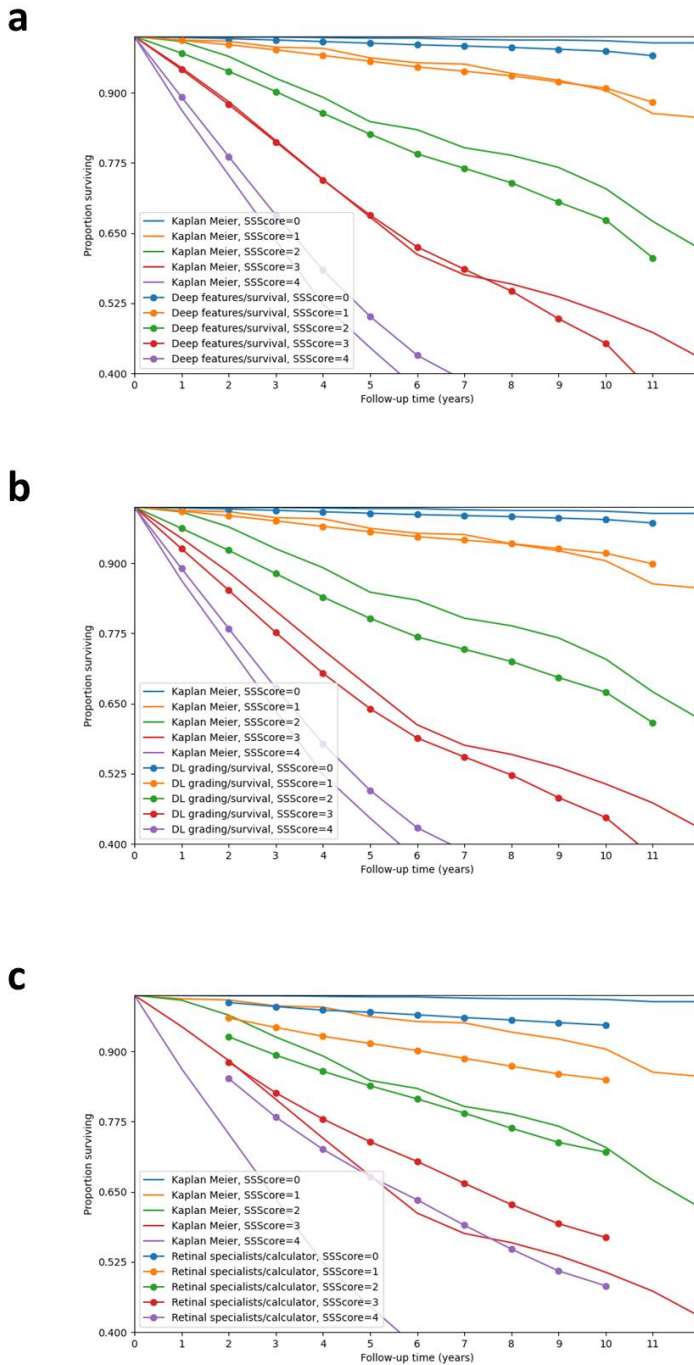 a
0.900
0.775
0.650
0.525
0.400
Proportion surviving
Kaplan Meier, SSScore=0
Kaplan Meier, SSScore=1
Kaplan Meier, SSScore=2
Kaplan Meier, SSScore=3
Kaplan Meier, SSScore=4
Deep features/survival, SSScore=0
Deep features/survival, SSScore=1
Deep features/survival, SSScore=2
Deep features/survival, SSScore=3
Deep features/survival, SSScore=4
0 1 2 3 4 5 6 7 8 9 10 11
Follow-up time (years)
b
0.900
0.775
0.650
0.525
0.400
Proportion surviving
Kaplan Meier, SSScore=0
Kaplan Meier, SSScore=1
Kaplan Meier, SSScore=2
Kaplan Meier, SSScore=3
Kaplan Meier, SSScore=4
DL grading/survival, SSScore=0
DL grading/survival, SSScore=1
DL grading/survival, SSScore=2
DL grading/survival, SSScore=3
DL grading/survival, SSScore=4
0 1 2 3 4 5 6 7 8 9 10 11
Follow-up time (years)
c
0.900
0.775
0.650
0.525
0.400
Proportion surviving
Kaplan Meier, SSScore=0
Kaplan Meier, SSScore=1
Kaplan Meier, SSScore=2
Kaplan Meier, SSScore=3
Kaplan Meier, SSScore=4
Retinal specialists/calculator, SSScore=0
Retinal specialists/calculator, SSScore=1
Retinal specialists/calculator, SSScore=2
Retinal specialists/calculator, SSScore=3
Retinal specialists/calculator, SSScore=4
0 1 2 3 4 5 6 7 8 9 10 11
Follow-up time (years)